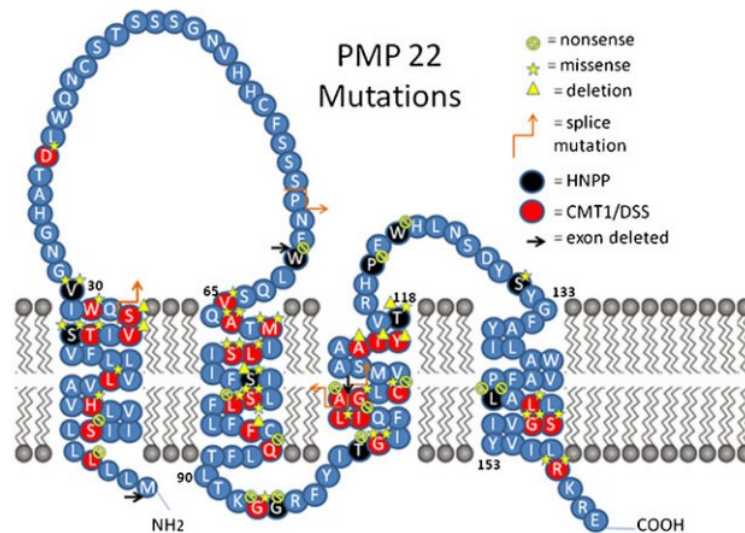 PMP 22
Mutations
= nonsense
= missense
= deletion
= splice
mutation
= HNPP
= CMT1/DSS
= exon deleted
V G N G H A T D L W Q N C S T S S S G N V H H C F S S S P N E W L Q S V
30
65
118
133
I W Q S
S T I V
V F L L
Q A T M
I S L I
T
R H P F W H L N S D Y S Y G
90
L T K G G R F Y I T G I
153
R K R E
L L L M
NH2
COOH